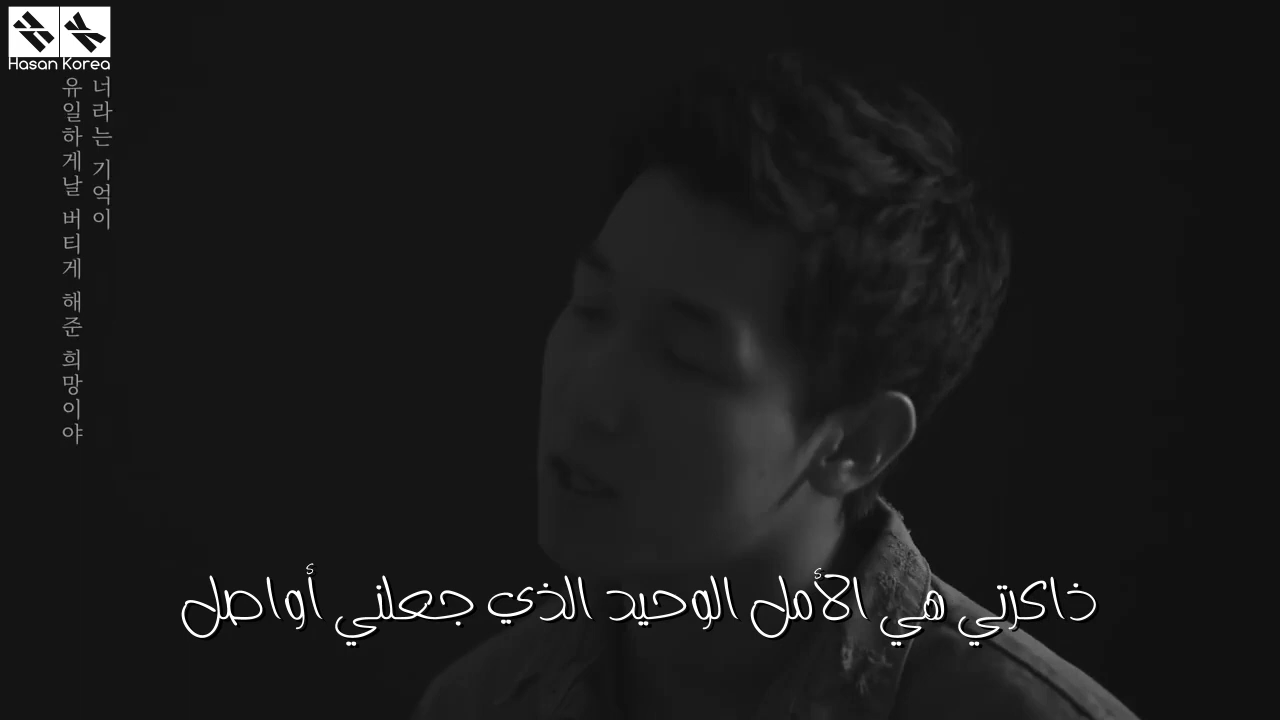 Hasan Korea
너라는 기억이
유일하게날 버티게 해준 희망이야
ذاكرتي هي الأمل الوحيد الذي جعلني أواصل